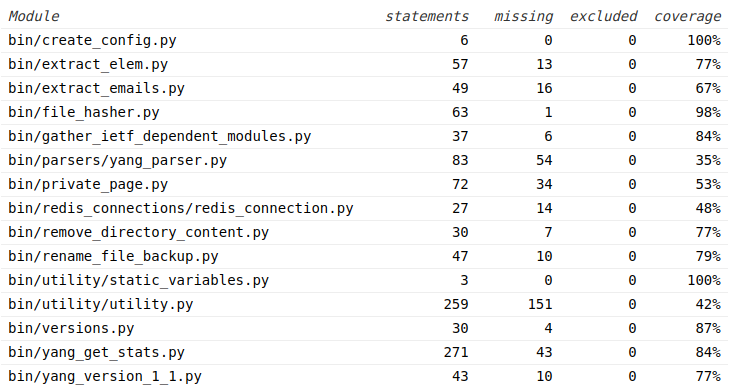 Module statements missing excluded coverage
bin/create_config.py 6 0 0 100%
bin/extract_elem.py 57 13 0 77%
bin/extract_emails.py 49 16 0 67%
bin/file_hasher.py 63 1 0 98%
bin/gather_ietf_dependent_modules.py 37 6 0 84%
bin/parsers/yang_parser.py 83 54 0 35%
bin/private_page.py 72 34 0 53%
bin/redis_connections/redis_connection.py 27 14 0 48%
bin/remove_directory_content.py 30 7 0 77%
bin/rename_file_backup.py 47 10 0 79%
bin/utility/static_variables.py 3 0 0 100%
bin/utility/utility.py 259 151 0 42%
bin/versions.py 30 4 0 87%
bin/yang_get_stats.py 271 43 0 84%
bin/yang_version_1_1.py 43 10 0 77%